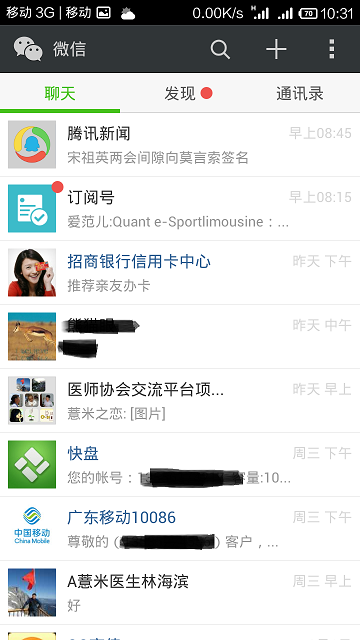 移动 3G | 移动 0.00K/s H 70 10:31
微信
聊天 发现 通讯录
腾讯新闻 早上08:45
宋祖英两会间隙向莫言索签名
订阅号 早上08:15
爱范儿:Quant e-Sportlimousine：...
招商银行信用卡中心 昨天 下午
推荐亲友办卡
昨天 中午
医师协会交流平台项... 昨天 早上
薏米之恋: [图片]
快盘 周三 下午
您的帐号： 容量:10...
中国移动
China Mobile
广东移动10086 周三 下午
尊敬的 ( ) 客户，...
A薏米医生林海滨 周三 下午
好